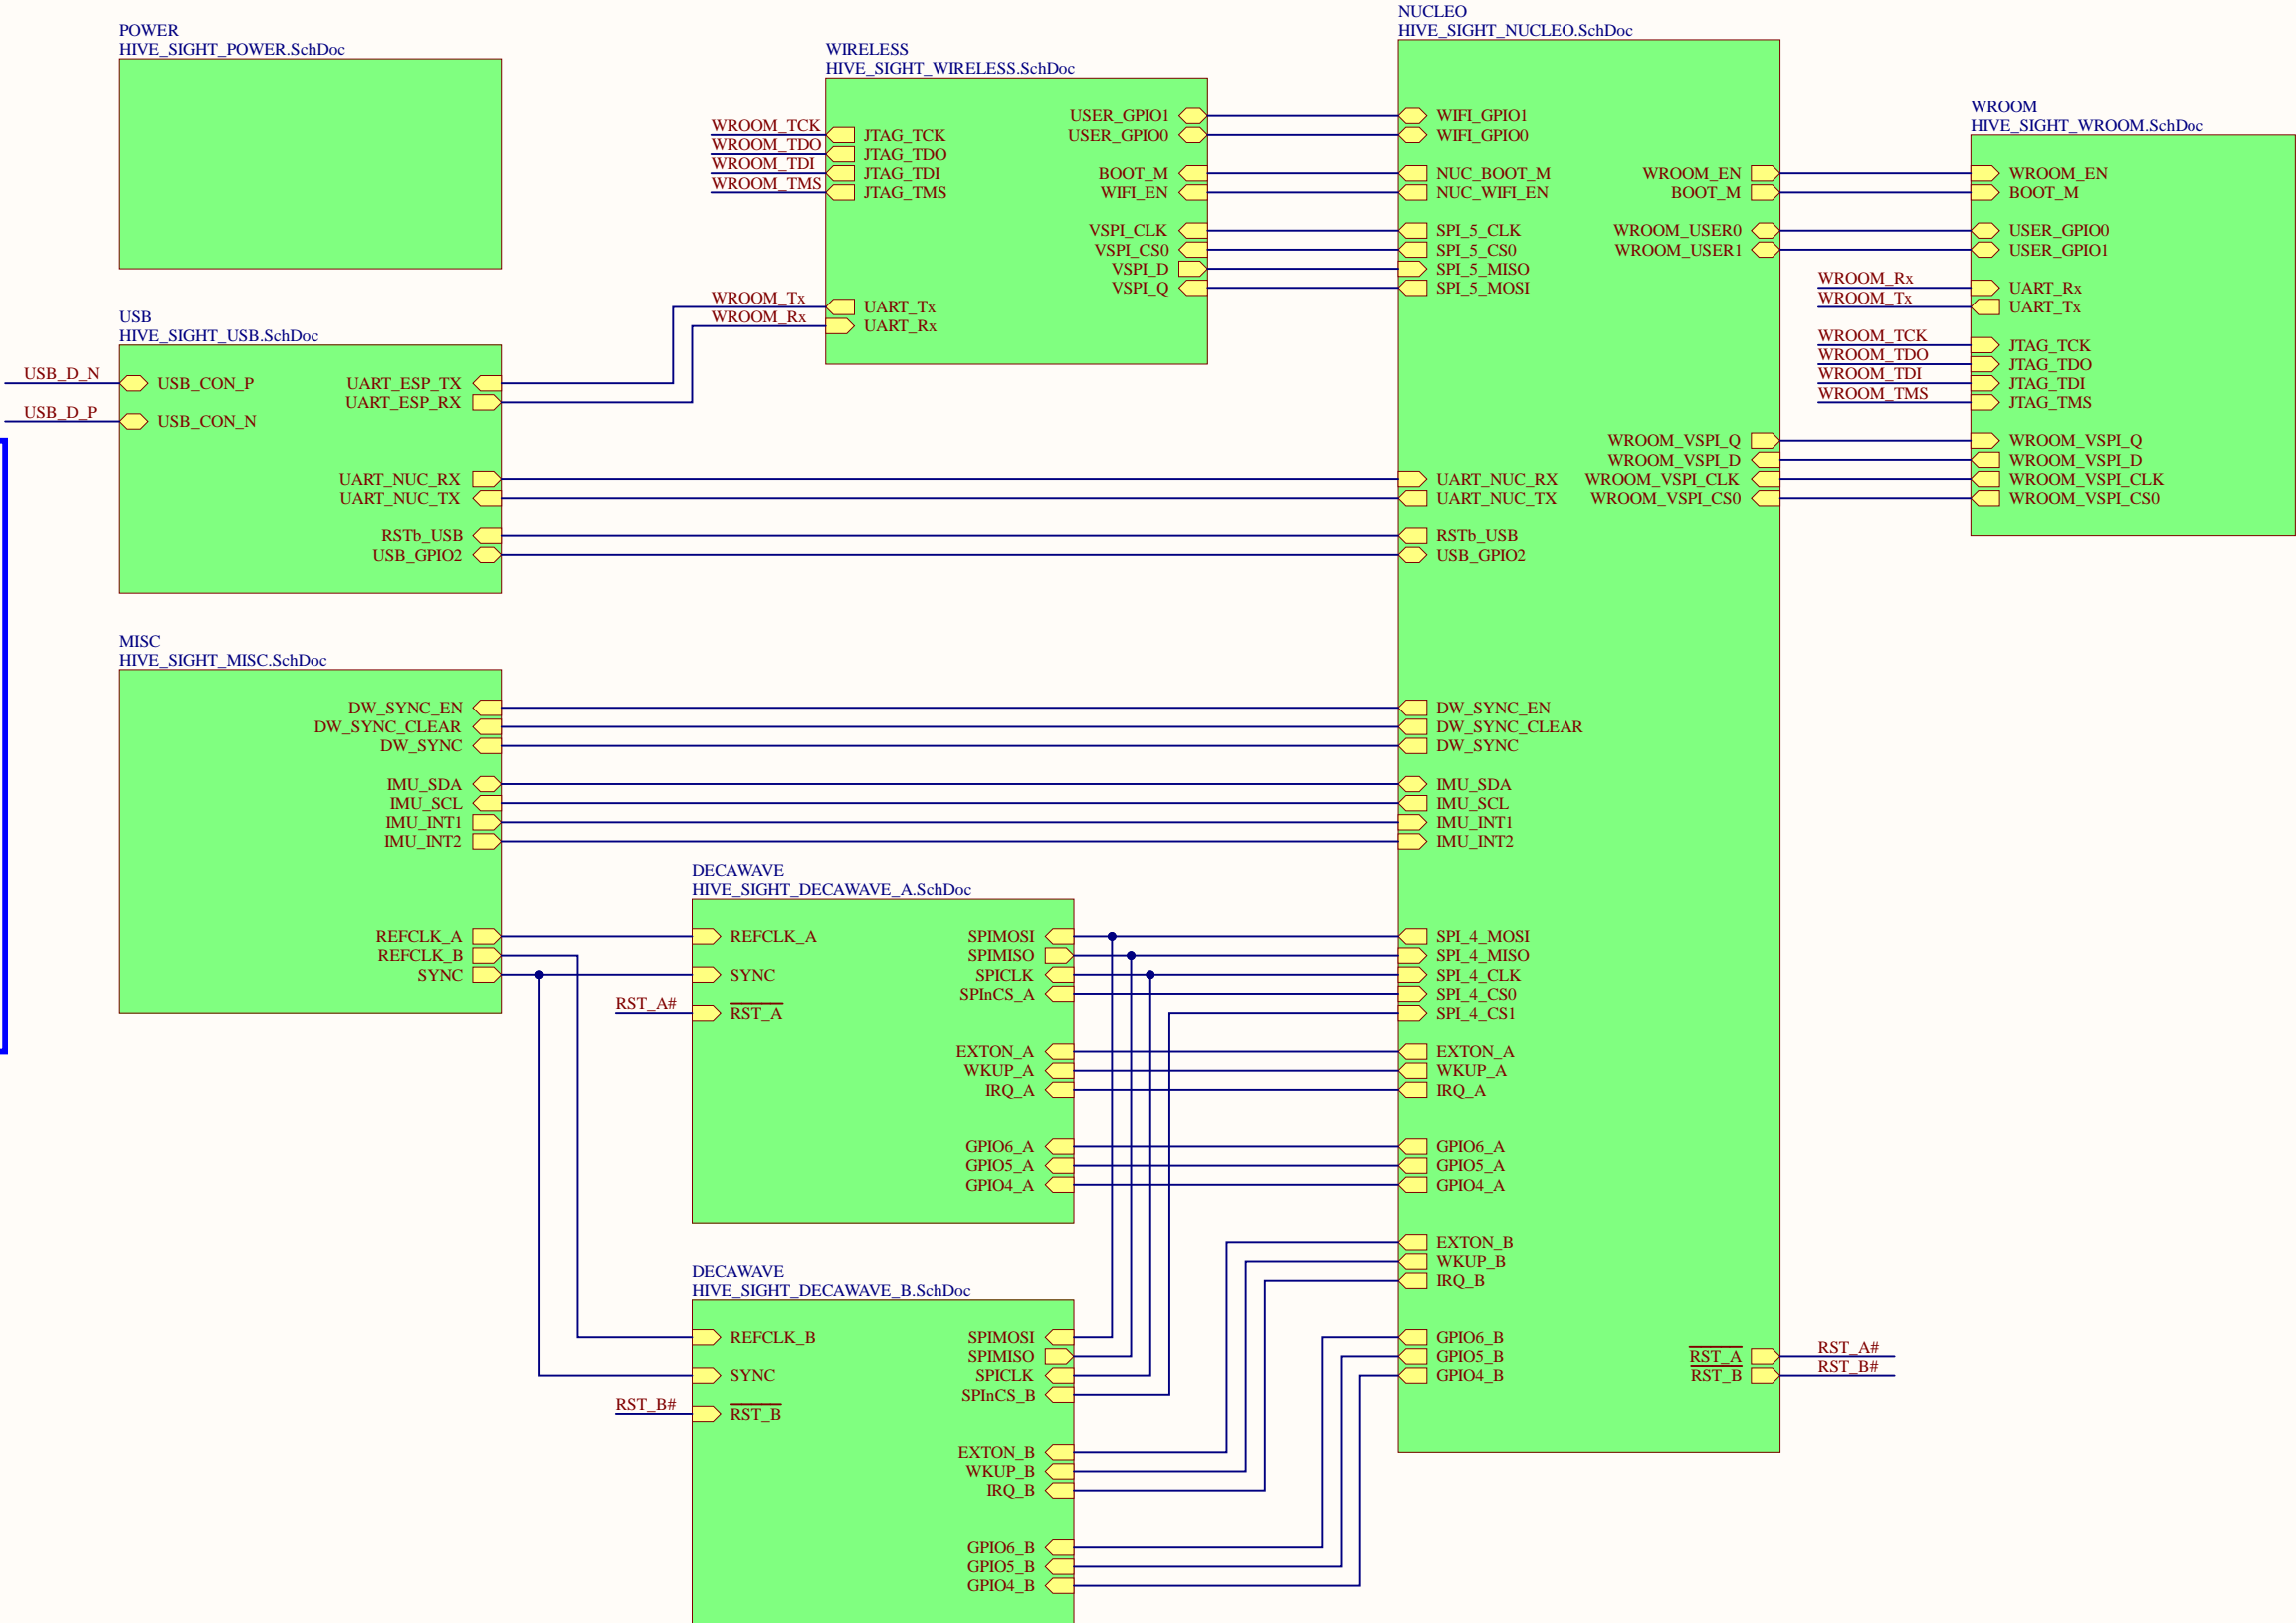 POWER
HIVE_SIGHT_POWER.SchDoc
USB
HIVE_SIGHT_USB.SchDoc
USB_D_N
USB_D_P
USB_CON_P
USB_CON_N
UART_ESP_TX
UART_ESP_RX
UART_NUC_RX
UART_NUC_TX
RSTb_USB
USB_GPIO2
MISC
HIVE_SIGHT_MISC.SchDoc
DW_SYNC_EN
DW_SYNC_CLEAR
DW_SYNC
IMU_SDA
IMU_SCL
IMU_INT1
IMU_INT2
REFCLK_A
REFCLK_B
SYNC
WIRELESS
HIVE_SIGHT_WIRELESS.SchDoc
WROOM_TCK
WROOM_TDO
WROOM_TDI
WROOM_TMS
JTAG_TCK
JTAG_TDO
JTAG_TDI
JTAG_TMS
WROOM_Tx
WROOM_Rx
UART_Tx
UART_Rx
USER_GPIO1
USER_GPIO0
BOOT_M
WIFI_EN
VSPI_CLK
VSPI_CS0
VSPI_D
VSPI_Q
DECAWAVE
HIVE_SIGHT_DECAWAVE_A.SchDoc
REFCLK_A
SYNC
RST_A#
RST_A
SPIMOSI
SPIMISO
SPICLK
SPInCS_A
EXTON_A
WKUP_A
IRQ_A
GPIO6_A
GPIO5_A
GPIO4_A
DECAWAVE
HIVE_SIGHT_DECAWAVE_B.SchDoc
REFCLK_B
SYNC
RST_B#
RST_B
SPIMOSI
SPIMISO
SPICLK
SPInCS_B
EXTON_B
WKUP_B
IRQ_B
GPIO6_B
GPIO5_B
GPIO4_B
NUCLEO
HIVE_SIGHT_NUCLEO.SchDoc
WIFI_GPIO1
WIFI_GPIO0
NUC_BOOT_M
NUC_WIFI_EN
SPI_5_CLK
SPI_5_CS0
SPI_5_MISO
SPI_5_MOSI
UART_NUC_RX
UART_NUC_TX
RSTb_USB
USB_GPIO2
DW_SYNC_EN
DW_SYNC_CLEAR
DW_SYNC
IMU_SDA
IMU_SCL
IMU_INT1
IMU_INT2
SPI_4_MOSI
SPI_4_MISO
SPI_4_CLK
SPI_4_CS0
SPI_4_CS1
EXTON_A
WKUP_A
IRQ_A
GPIO6_A
GPIO5_A
GPIO4_A
EXTON_B
WKUP_B
IRQ_B
GPIO6_B
GPIO5_B
GPIO4_B
WROOM_EN
BOOT_M
WROOM_USER0
WROOM_USER1
WROOM_VSPI_Q
WROOM_VSPI_D
WROOM_VSPI_CLK
WROOM_VSPI_CS0
RST_A
RST_B
RST_A#
RST_B#
WROOM
HIVE_SIGHT_WROOM.SchDoc
WROOM_EN
BOOT_M
USER_GPIO0
USER_GPIO1
WROOM_Rx
WROOM_Tx
UART_Rx
UART_Tx
WROOM_TCK
WROOM_TDO
WROOM_TDI
WROOM_TMS
JTAG_TCK
JTAG_TDO
JTAG_TDI
JTAG_TMS
WROOM_VSPI_Q
WROOM_VSPI_D
WROOM_VSPI_CLK
WROOM_VSPI_CS0